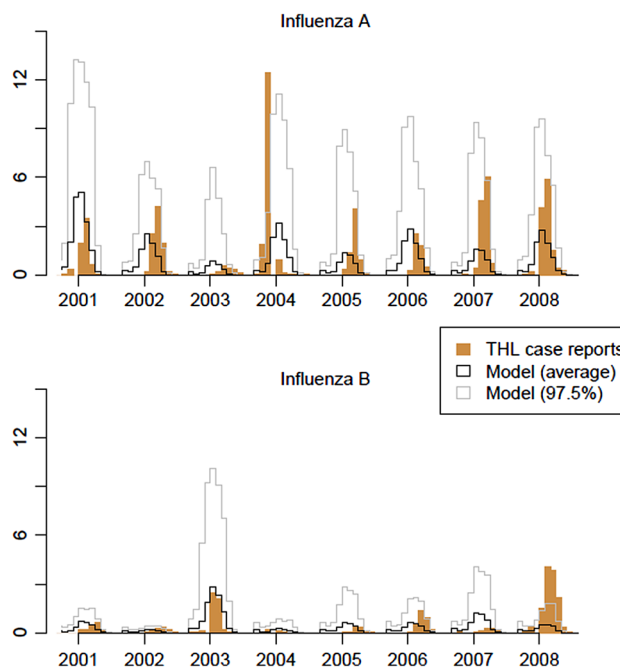 Influenza A
12
6
0
2001 2002 2003 2004 2005 2006 2007 2008
THL case reports
Model (average)
Model (97.5%)
Influenza B
12
6
0
2001 2002 2003 2004 2005 2006 2007 2008